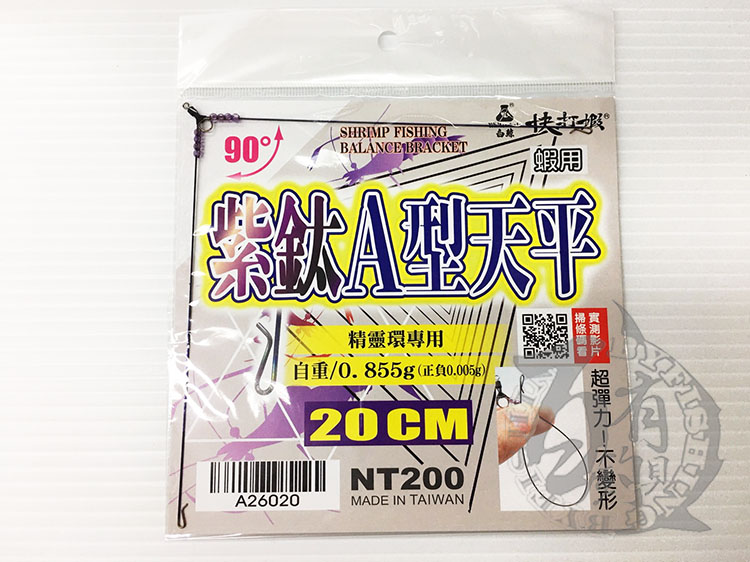 白辣
快打蝦®
90°
SHRIMP FISHING
BALANCE BRACKET
蝦用
紫鈦A型天平
精靈環專用
自重/0.855g(正負0.005g)
實測影片
掃條碼看
20CM
超彈力！不變形
A26020
NT200
MADE IN TAIWAN